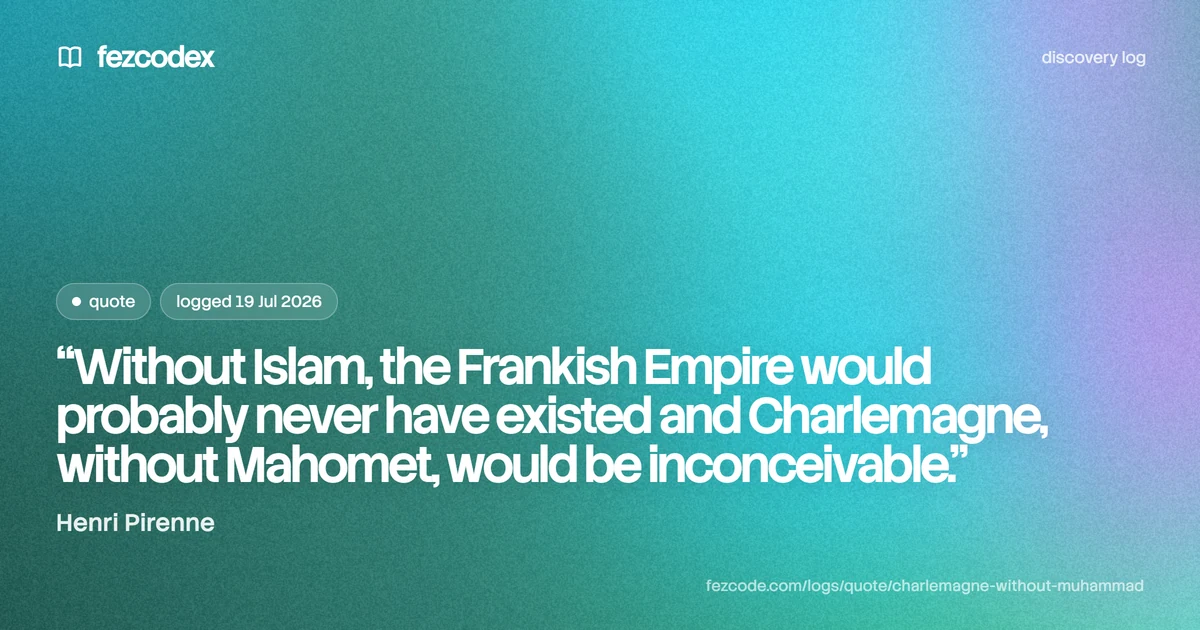 fezcodex
discovery log
quote
logged 19 Jul 2026
“Without Islam, the Frankish Empire would
probably never have existed and Charlemagne,
without Mahomet, would be inconceivable.”
Henri Pirenne
fezcode.com/logs/quote/charlemagne-without-muhammad